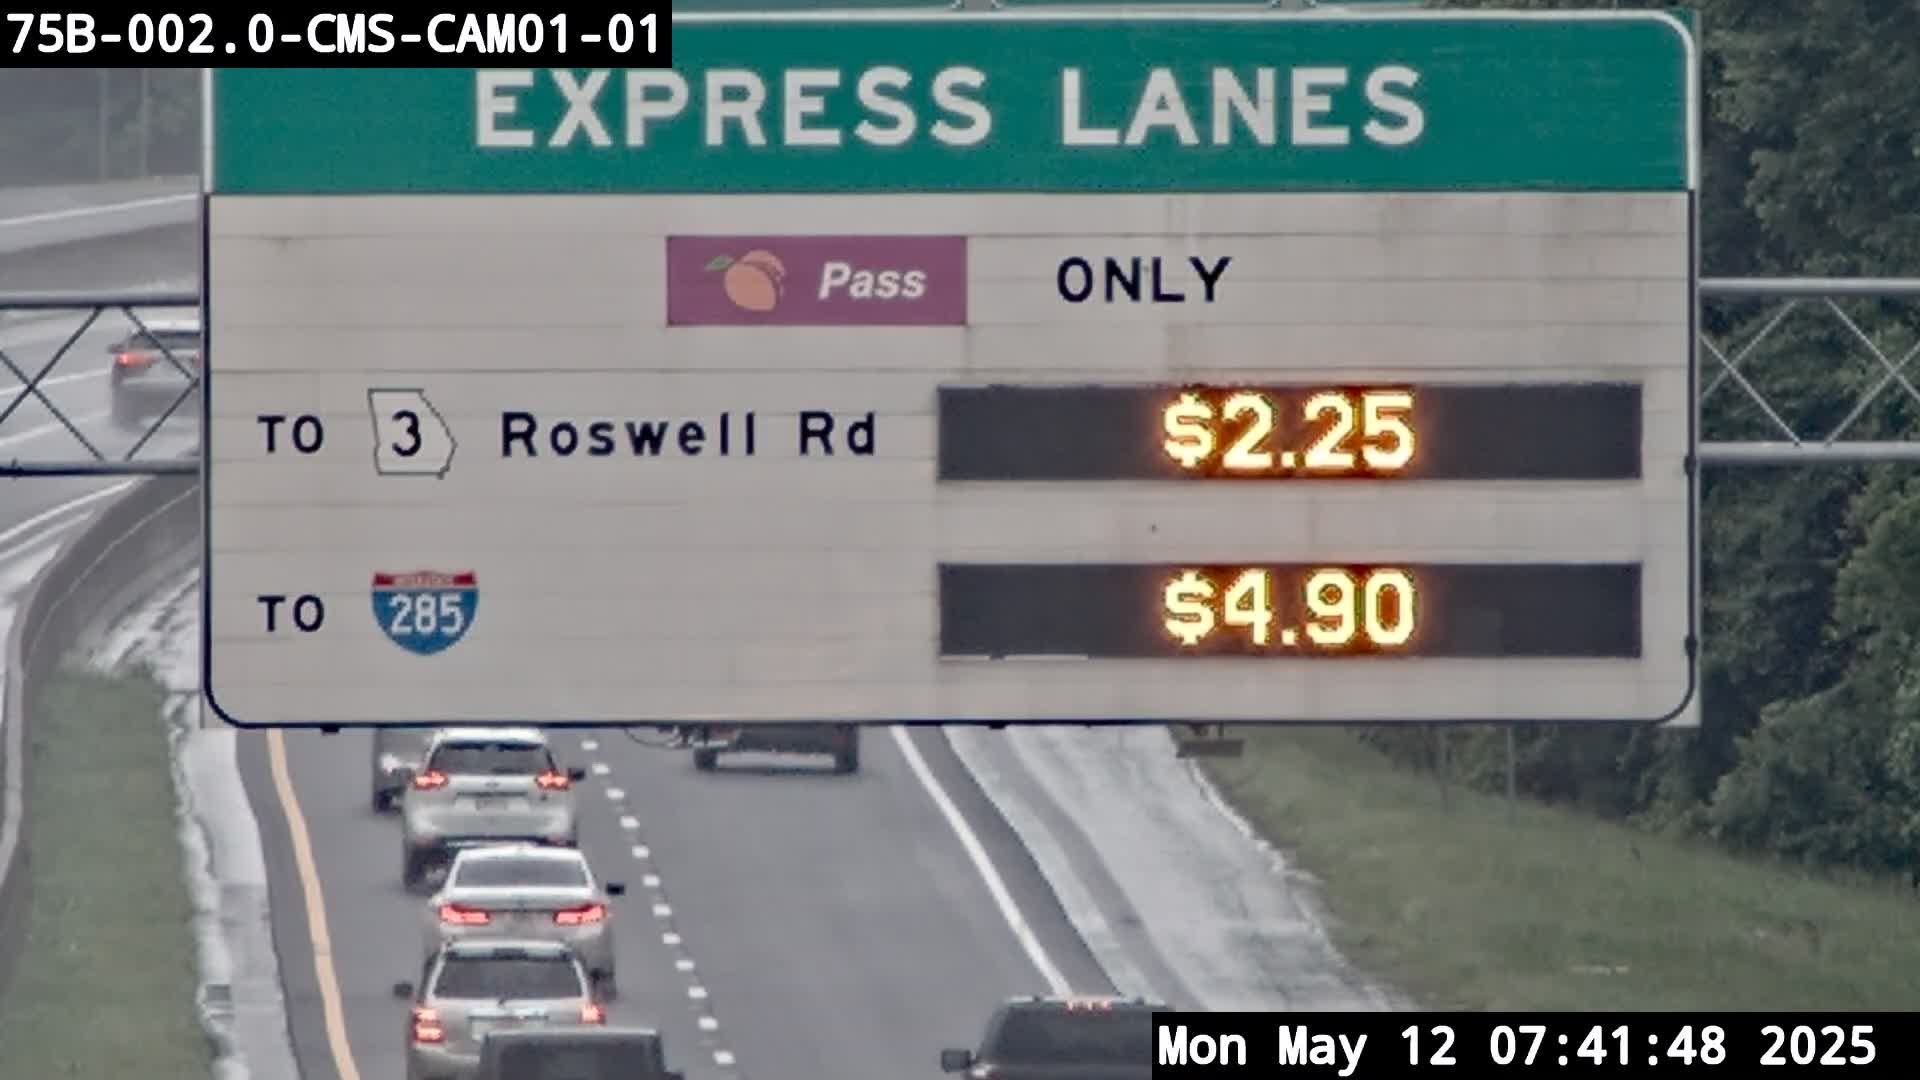 75B-002.0-CMS-CAM01-01
EXPRESS LANES
Pass ONLY
TO 3 Roswell Rd $2.25
TO 285 $4.90
Mon May 12 07:41:48 2025